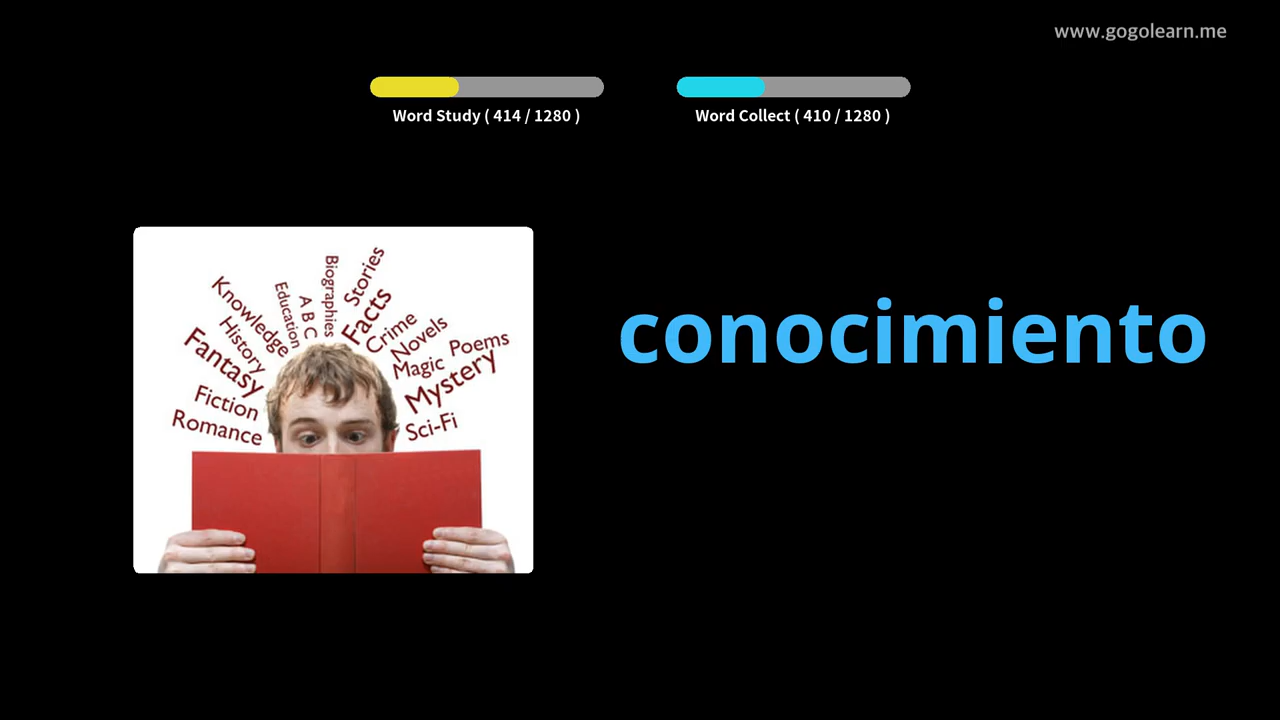 www.gogolearn.me
Word Study ( 414 / 1280 )
Word Collect ( 410 / 1280 )
conocimiento
Romance
Fiction
Fantasy
History
Knowledge
Education
A B C
Biographies
Stories
Facts
Crime
Novels
Magic
Poems
Mystery
Sci-Fi